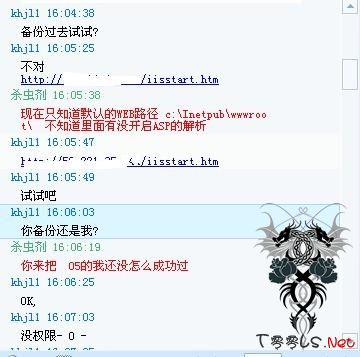 khjl1 16:04:38
备份过去试试?
khjl1 16:05:25
不对
http:// /iisstart.htm
杀虫剂 16:05:38
现在只知道默认的WEB路径 c:\Inetpub\wwwroo
t\ 不知道里面有没开启ASP的解析
khjl1 16:05:47
/iisstart.htm
khjl1 16:05:49
试试吧
khjl1 16:06:03
你备份还是我?
杀虫剂 16:06:19
你来把 05的我还没怎么成功过
khjl1 16:06:25
OK,
khjl1 16:07:03
没权限- 0 -
.Net